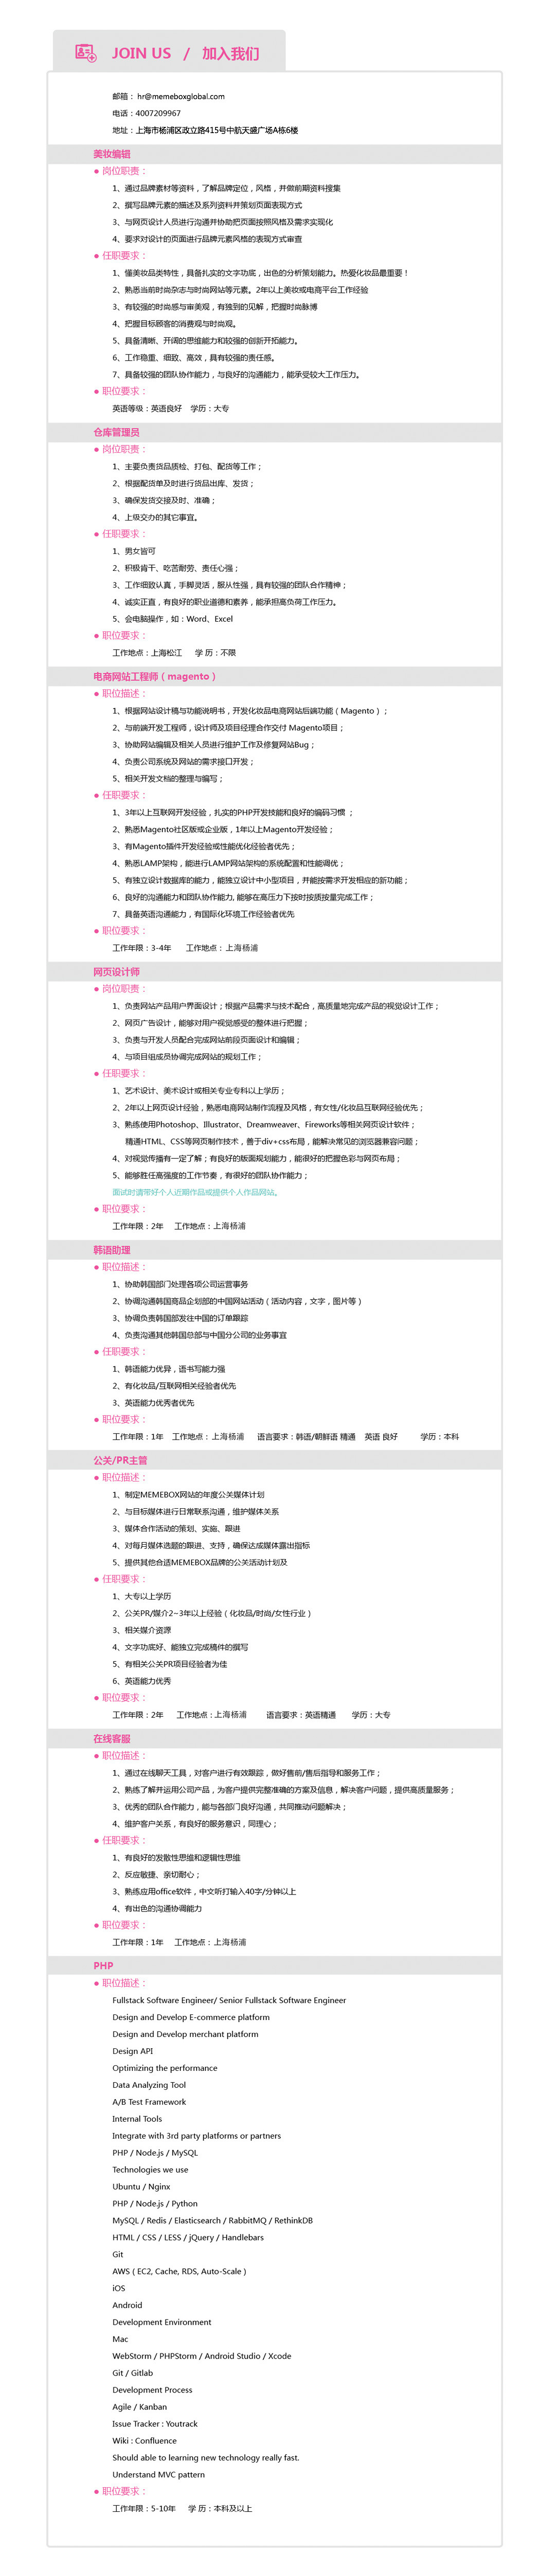 JOIN US / 加入我们
邮箱： hr@memeboxglobal.com
电话：4007209967
地址：上海市杨浦区政立路415号中航天盛广场A栋6楼
美妆编辑
● 岗位职责：
1、通过品牌素材等资料，了解品牌定位，风格，并做前期资料搜集
2、撰写品牌元素的描述及系列资料并策划页面表现方式
3、与网页设计人员进行沟通并协助把页面按照风格及需求实现化
4、要求对设计的页面进行品牌元素风格的表现方式审查
● 任职要求：
1、懂美妆品类特性，具备扎实的文字功底，出色的分析策划能力。热爱化妆品最重要！
2、熟悉当前时尚杂志与时尚网站等元素。2年以上美妆或电商平台工作经验
3、有较强的时尚感与审美观，有独到的见解，把握时尚脉博
4、把握目标顾客的消费观与时尚观。
5、具备清晰、开阔的思维能力和较强的创新开拓能力。
6、工作稳重、细致、高效，具有较强的责任感。
7、具备较强的团队协作能力，与良好的沟通能力，能承受较大工作压力。
● 职位要求：
英语等级：英语良好 学历：大专
仓库管理员
● 岗位职责：
1、主要负责货品质检、打包、配货等工作；
2、根据配货单及时进行货品出库、发货；
3、确保发货交接及时、准确；
4、上级交办的其它事宜。
● 任职要求：
1、男女皆可
2、积极肯干、吃苦耐劳、责任心强；
3、工作细致认真，手脚灵活，服从性强，具有较强的团队合作精神；
4、诚实正直，有良好的职业道德和素养，能承担高负荷工作压力。
5、会电脑操作，如：Word、Excel
● 职位要求：
工作地点：上海松江 学 历：不限
电商网站工程师（magento）
● 职位描述：
1、根据网站设计稿与功能说明书，开发化妆品电商网站后端功能（Magento）；
2、与前端开发工程师，设计师及项目经理合作交付 Magento项目；
3、协助网站编辑及相关人员进行维护工作及修复网站Bug；
4、负责公司系统及网站的需求接口开发；
5、相关开发文档的整理与编写；
● 任职要求：
1、3年以上互联网开发经验，扎实的PHP开发技能和良好的编码习惯 ；
2、熟悉Magento社区版或企业版，1年以上Magento开发经验；
3、有Magento插件开发经验或性能优化经验者优先；
4、熟悉LAMP架构，能进行LAMP网站架构的系统配置和性能调优；
5、有独立设计数据库的能力，能独立设计中小型项目，并能按需求开发相应的新功能；
6、良好的沟通能力和团队协作能力, 能够在高压力下按时按质按量完成工作；
7、具备英语沟通能力，有国际化环境工作经验者优先
● 职位要求：
工作年限：3-4年 工作地点：上海杨浦
网页设计师
● 岗位职责：
1、负责网站产品用户界面设计；根据产品需求与技术配合，高质量地完成产品的视觉设计工作；
2、网页广告设计，能够对用户视觉感受的整体进行把握；
3、负责与开发人员配合完成网站前段页面设计和编辑；
4、与项目组成员协调完成网站的规划工作；
● 任职要求：
1、艺术设计、美术设计或相关专业专科以上学历；
2、2年以上网页设计经验，熟悉电商网站制作流程及风格，有女性/化妆品互联网经验优先；
3、熟练使用Photoshop、Illustrator、Dreamweaver、Fireworks等相关网页设计软件；
精通HTML、CSS等网页制作技术，善于div+css布局，能解决常见的浏览器兼容问题；
4、对视觉传播有一定了解；有良好的版面规划能力，能很好的把握色彩与网页布局；
5、能够胜任高强度的工作节奏，有很好的团队协作能力；
面试时请带好个人近期作品或提供个人作品网站。
● 职位要求：
工作年限：2年 工作地点：上海杨浦
韩语助理
● 职位描述：
1、协助韩国部门处理各项公司运营事务
2、协调沟通韩国商品企划部的中国网站活动（活动内容，文字，图片等）
3、协调负责韩国部发往中国的订单跟踪
4、负责沟通其他韩国总部与中国分公司的业务事宜
● 任职要求：
1、韩语能力优异，语书写能力强
2、有化妆品/互联网相关经验者优先
3、英语能力优秀者优先
● 职位要求：
工作年限：1年 工作地点：上海杨浦 语言要求：韩语/朝鲜语 精通 英语 良好 学历：本科
公关/PR主管
● 职位描述：
1、制定MEMEBOX网站的年度公关媒体计划
2、与目标媒体进行日常联系沟通，维护媒体关系
3、媒体合作活动的策划、实施、跟进
4、对每月媒体选题的跟进、支持，确保达成媒体露出指标
5、提供其他合适MEMEBOX品牌的公关活动计划及
● 任职要求：
1、大专以上学历
2、公关PR/媒介2~3年以上经验（化妆品/时尚/女性行业）
3、相关媒介资源
4、文字功底好、能独立完成稿件的撰写
5、有相关公关PR项目经验者为佳
6、英语能力优秀
● 职位要求：
工作年限：2年 工作地点：上海杨浦 语言要求：英语精通 学历：大专
在线客服
● 职位描述：
1、通过在线聊天工具，对客户进行有效跟踪，做好售前/售后指导和服务工作；
2、熟练了解并运用公司产品，为客户提供完整准确的方案及信息，解决客户问题，提供高质量服务；
3、优秀的团队合作能力，能与各部门良好沟通，共同推动问题解决；
4、维护客户关系，有良好的服务意识，同理心；
● 任职要求：
1、有良好的发散性思维和逻辑性思维
2、反应敏捷、亲切耐心；
3、熟练应用office软件，中文听打输入40字/分钟以上
4、有出色的沟通协调能力
● 职位要求：
工作年限：1年 工作地点：上海杨浦
PHP
● 职位描述：
Fullstack Software Engineer/ Senior Fullstack Software Engineer
Design and Develop E-commerce platform
Design and Develop merchant platform
Design API
Optimizing the performance
Data Analyzing Tool
A/B Test Framework
Internal Tools
Integrate with 3rd party platforms or partners
PHP / Node.js / MySQL
Technologies we use
Ubuntu / Nginx
PHP / Node.js / Python
MySQL / Redis / Elasticsearch / RabbitMQ / RethinkDB
HTML / CSS / LESS / jQuery / Handlebars
Git
AWS ( EC2, Cache, RDS, Auto-Scale )
iOS
Android
Development Environment
Mac
WebStorm / PHPStorm / Android Studio / Xcode
Git / Gitlab
Development Process
Agile / Kanban
Issue Tracker : Youtrack
Wiki : Confluence
Should able to learning new technology really fast.
Understand MVC pattern
● 职位要求：
工作年限：5-10年 学 历：本科及以上